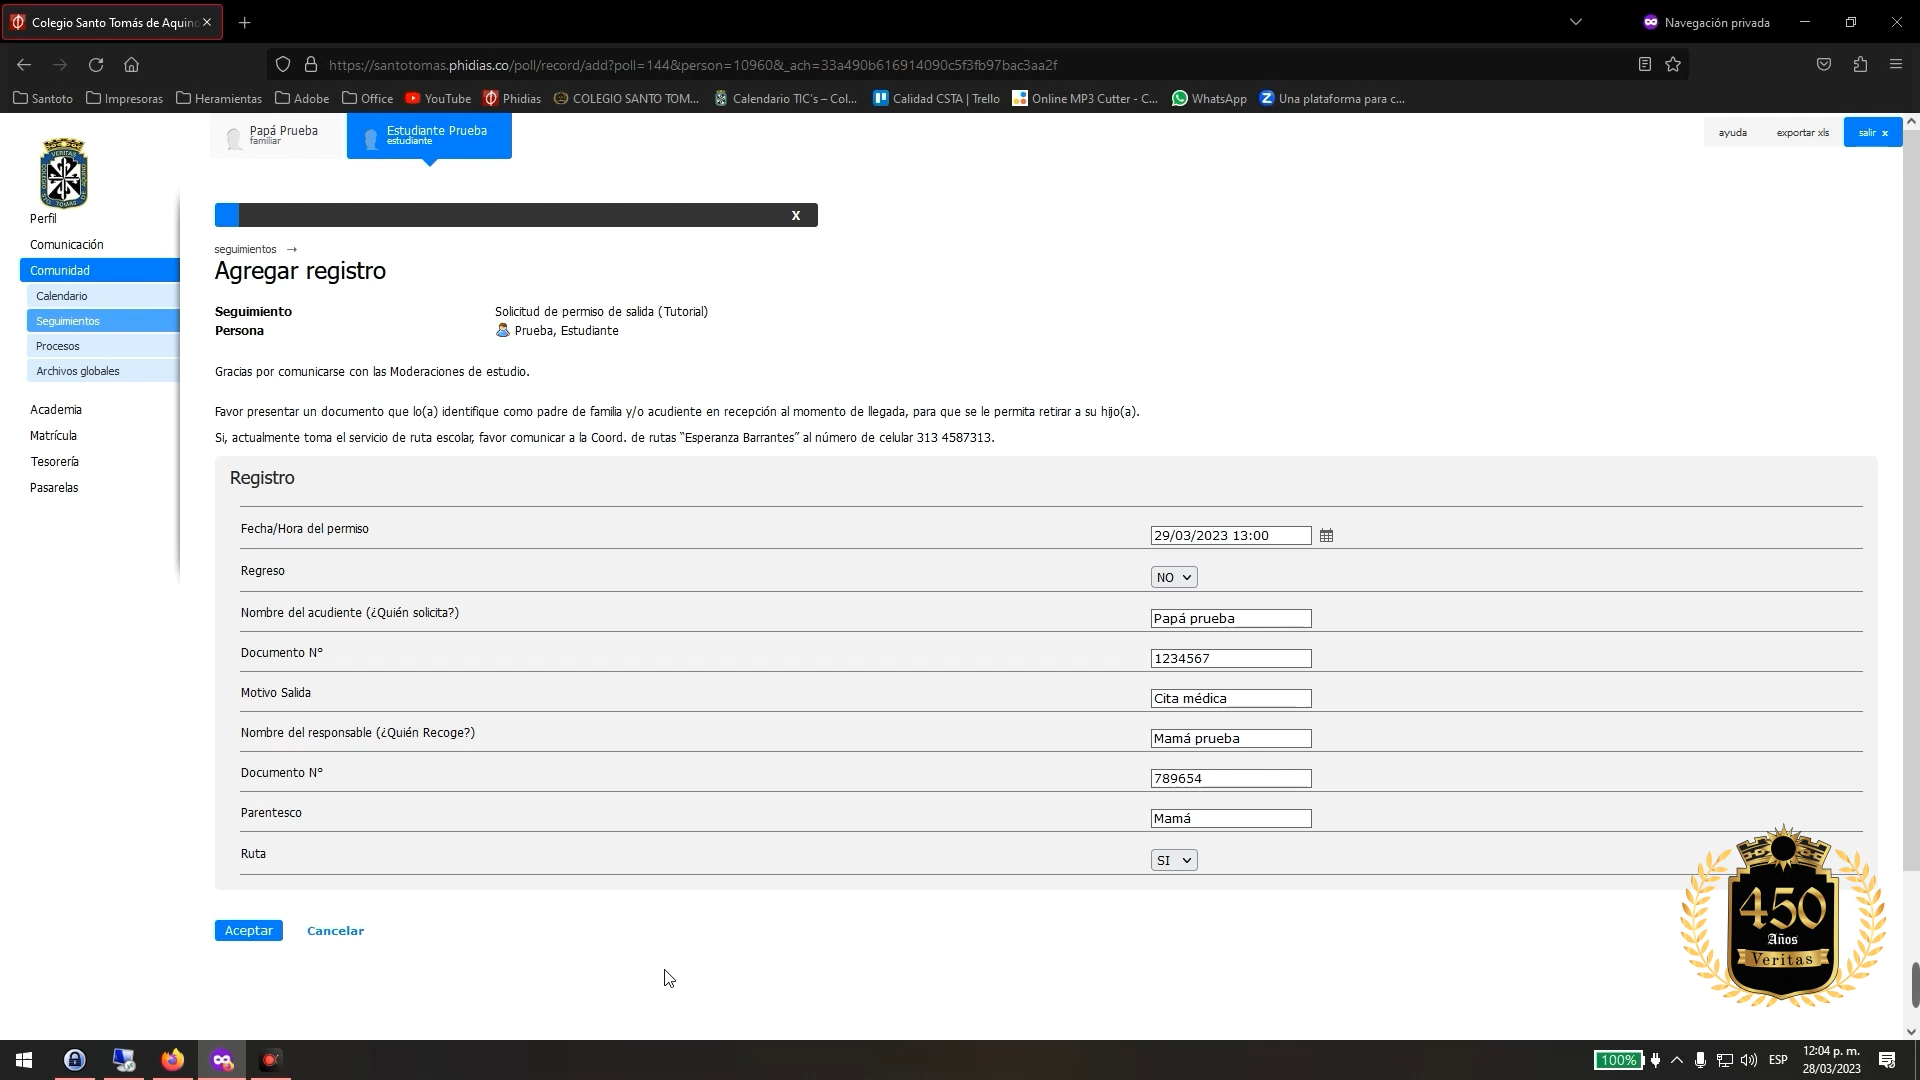 Colegio Santo Tomás de Aquino
Navegación privada
https://santotomas.phidias.co/poll/record/add?poll=144&person=10960&_ach=33a490b616914090c5f3fb97bac3aa2f
Santoto Impresoras Heramientas Adobe Office YouTube Phidias COLEGIO SANTO TOM... Calendario TIC's – Col... Calidad CSTA | Trello Online MP3 Cutter - C... WhatsApp Una plataforma para c...
Papá Prueba
familiar
Estudiante Prueba
estudiante
ayuda exportar xls salir x
Perfil
Comunicación
Comunidad
Calendario
Seguimientos
Procesos
Archivos globales
Academia
Matrícula
Tesorería
Pasarelas
X
seguimientos →
Agregar registro
Seguimiento Solicitud de permiso de salida (Tutorial)
Persona Prueba, Estudiante
Gracias por comunicarse con las Moderaciones de estudio.
Favor presentar un documento que lo(a) identifique como padre de familia y/o acudiente en recepción al momento de llegada, para que se le permita retirar a su hijo(a).
Si, actualmente toma el servicio de ruta escolar, favor comunicar a la Coord. de rutas “Esperanza Barrantes” al número de celular 313 4587313.
Registro
Fecha/Hora del permiso 29/03/2023 13:00
Regreso NO
Nombre del acudiente (¿Quién solicita?) Papá prueba
Documento N° 1234567
Motivo Salida Cita médica
Nombre del responsable (¿Quién Recoge?) Mamá prueba
Documento N° 789654
Parentesco Mamá
Ruta SI
Aceptar Cancelar
450
Años
Veritas
100% ESP
12:04 p. m.
28/03/2023